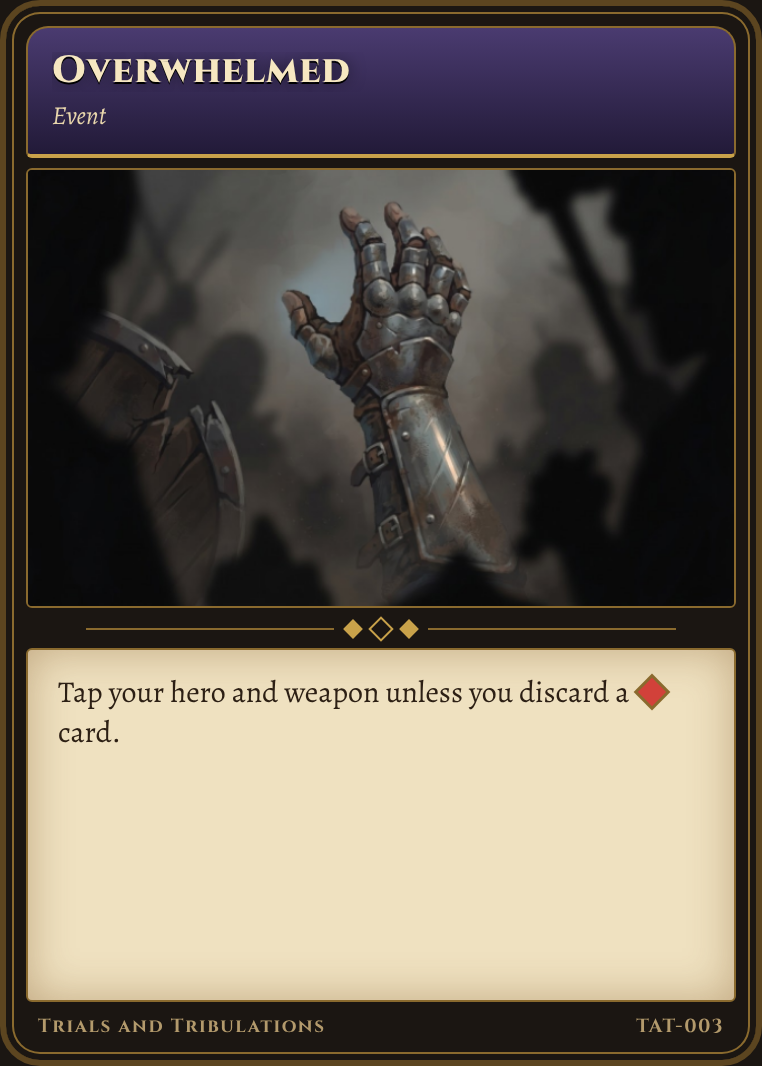 Overwhelmed
Event
Tap your hero and weapon unless you discard a
card.
Trials and Tribulations
TAT-003